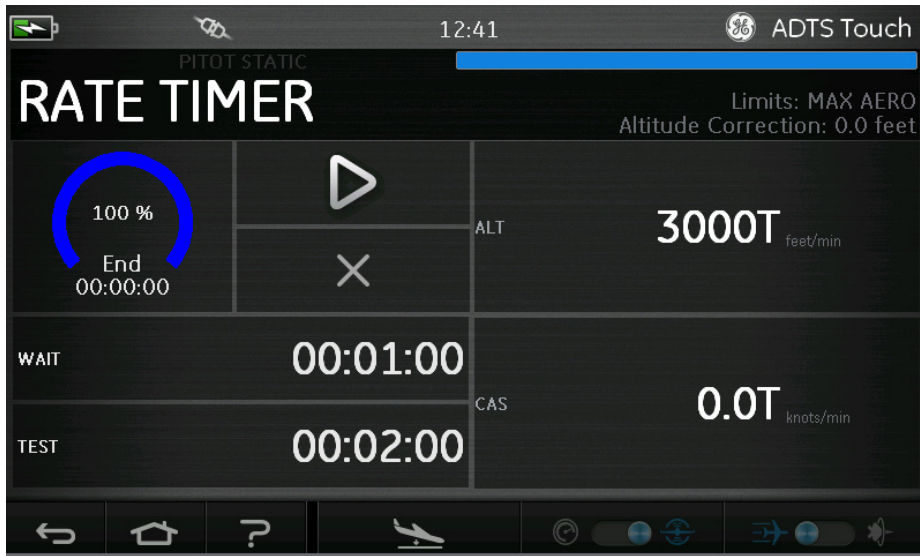 12:41
GE ADTS Touch
PITOT STATIC
RATE TIMER
Limits: MAX AERO
Altitude Correction: 0.0 feet
100 %
End
00:00:00
ALT 3000T feet/min
WAIT 00:01:00
CAS 0.0T knots/min
TEST 00:02:00
?